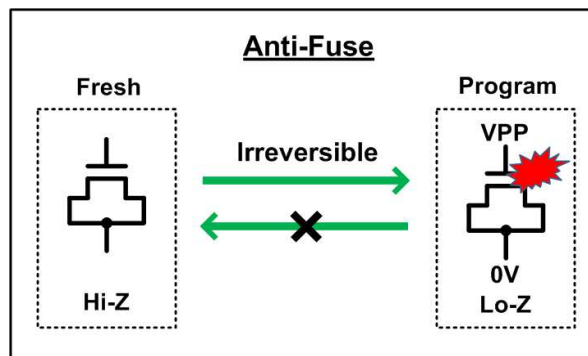 Anti-Fuse
Fresh
Program
VPP
Irreversible
0V
Hi-Z
Lo-Z